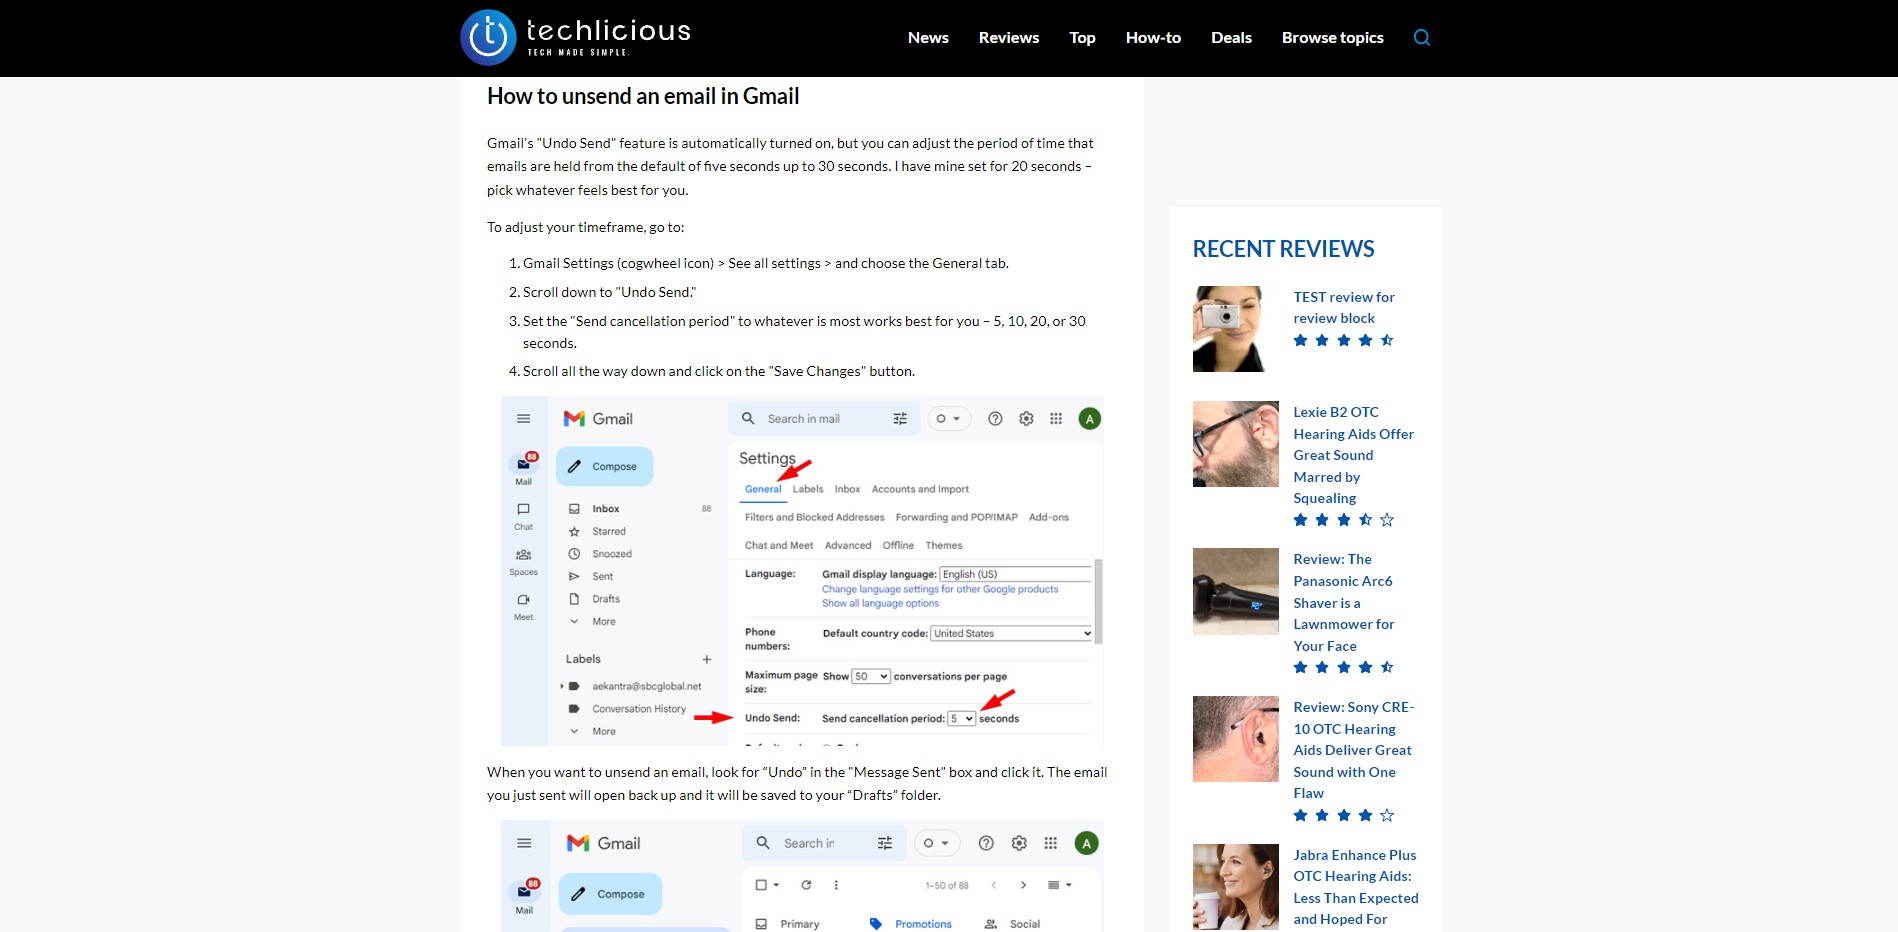 techlicious
TECH MADE SIMPLE.
News Reviews Top How-to Deals Browse topics
How to unsend an email in Gmail
Gmail's "Undo Send" feature is automatically turned on, but you can adjust the period of time that
emails are held from the default of five seconds up to 30 seconds. I have mine set for 20 seconds –
pick whatever feels best for you.
To adjust your timeframe, go to:
1. Gmail Settings (cogwheel icon) > See all settings > and choose the General tab.
2. Scroll down to "Undo Send."
3. Set the "Send cancellation period" to whatever is most works best for you – 5, 10, 20, or 30
seconds.
4. Scroll all the way down and click on the "Save Changes" button.
Gmail
Search in mail
A
88
Mail
Chat
Spaces
Meet
Compose
Inbox 88
Starred
Snoozed
Sent
Drafts
More
Labels +
aekantra@sbcglobal.net
Conversation History
More
Settings
General Labels Inbox Accounts and Import
Filters and Blocked Addresses Forwarding and POP/IMAP Add-ons
Chat and Meet Advanced Offline Themes
Language: Gmail display language: English (US)
Change language settings for other Google products
Show all language options
Phone
numbers:
Default country code: United States
Maximum page
size:
Show 50 conversations per page
Undo Send: Send cancellation period: 5 seconds
When you want to unsend an email, look for “Undo” in the "Message Sent" box and click it. The email
you just sent will open back up and it will be saved to your “Drafts” folder.
Gmail
Search in
A
88
Mail
Compose
1–50 of 88
Primary Promotions Social
RECENT REVIEWS
TEST review for
review block
Lexie B2 OTC
Hearing Aids Offer
Great Sound
Marred by
Squealing
Review: The
Panasonic Arc6
Shaver is a
Lawnmower for
Your Face
Review: Sony CRE-
10 OTC Hearing
Aids Deliver Great
Sound with One
Flaw
Jabra Enhance Plus
OTC Hearing Aids:
Less Than Expected
and Hoped For